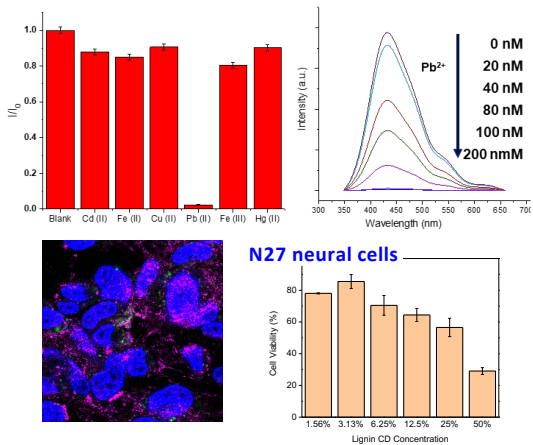 1.0
0.8
0.6
0.4
0.2
0.0
I/I0
Blank Cd (II) Fe (II) Cu (II) Pb (II) Fe (III) Hg (II)
Intensity (a.u.)
Pb2+
0 nM
20 nM
40 nM
80 nM
100 nM
200 nmM
300 350 400 450 500 550 600 650 700
Wavelength (nm)
N27 neural cells
80
60
40
20
0
Cell Viability (%)
1.56% 3.13% 6.25% 12.5% 25% 50%
Lignin CD Concentration